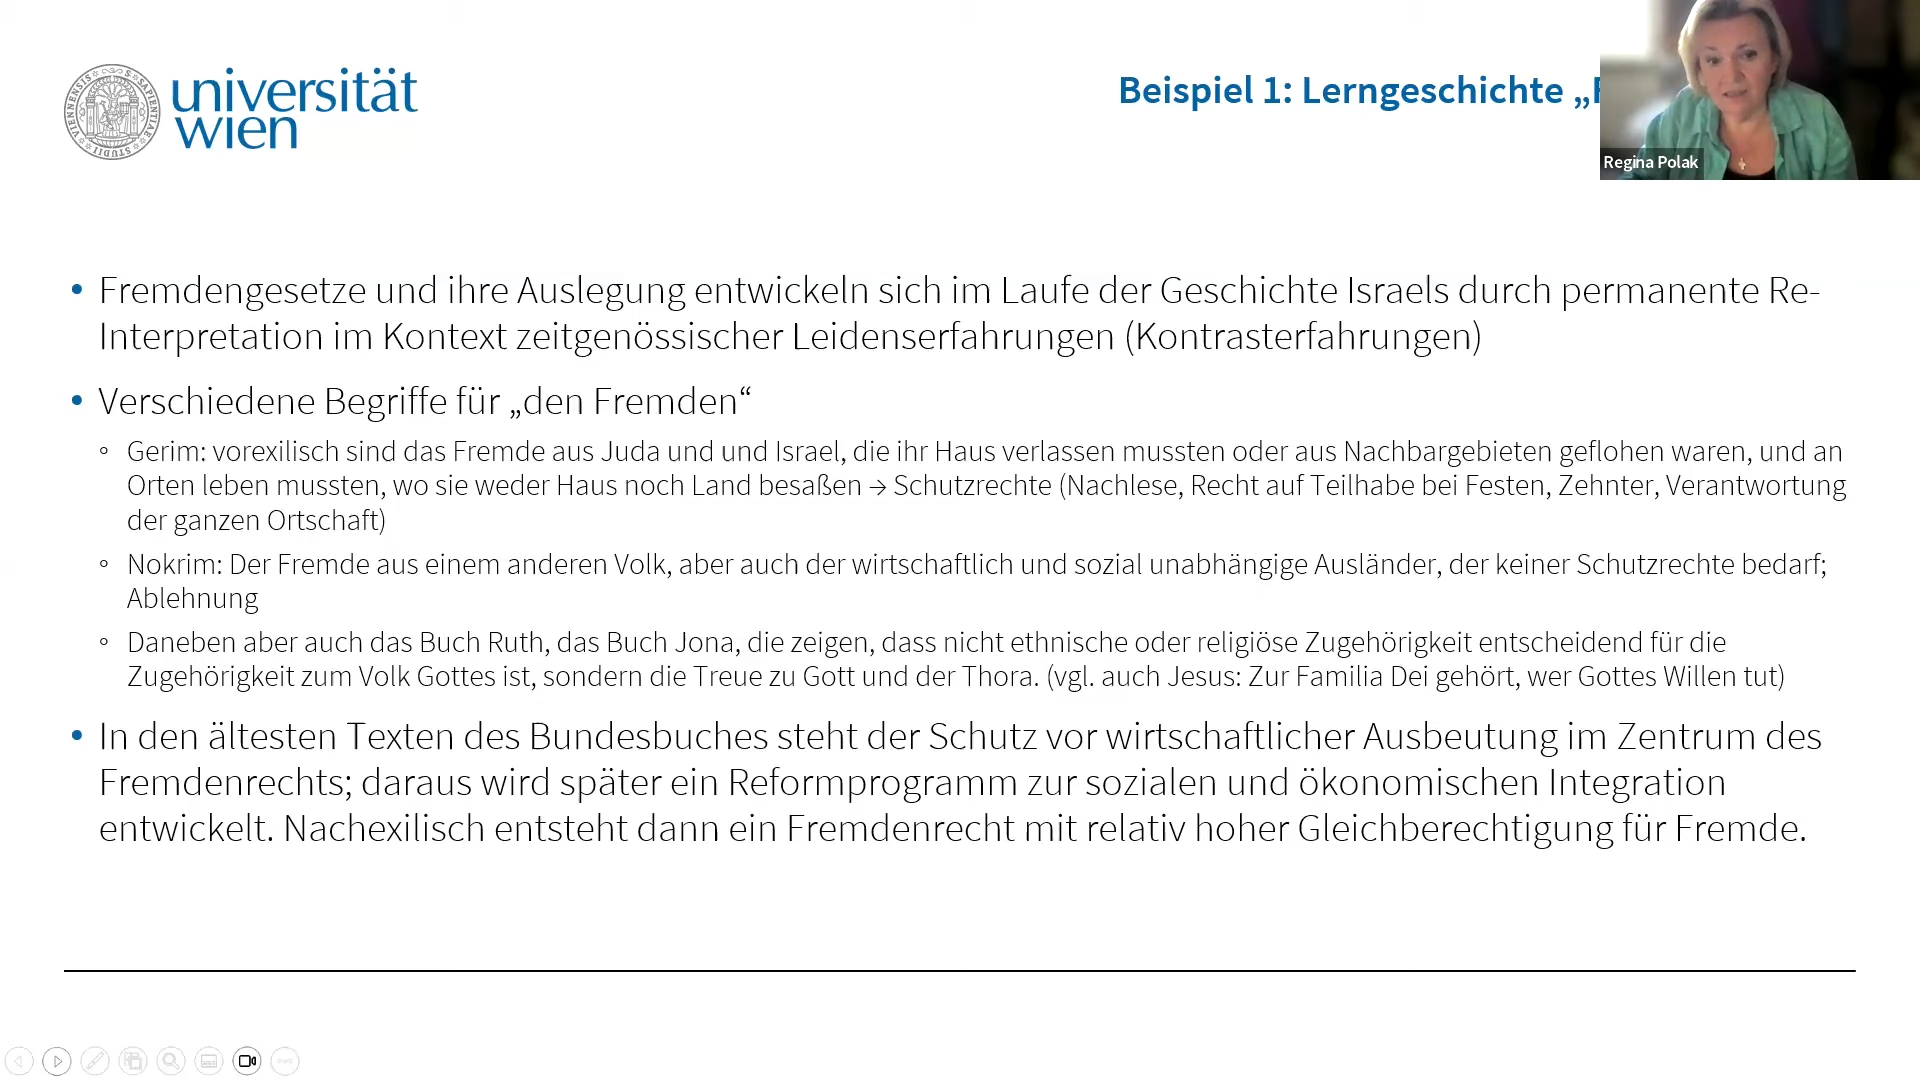 universität
wien
Beispiel 1: Lerngeschichte „F
Regina Polak
• Fremdengesetze und ihre Auslegung entwickeln sich im Laufe der Geschichte Israels durch permanente Re-
Interpretation im Kontext zeitgenössischer Leidenserfahrungen (Kontrasterfahrungen)
• Verschiedene Begriffe für „den Fremden“
◦ Gerim: vorexilisch sind das Fremde aus Juda und und Israel, die ihr Haus verlassen mussten oder aus Nachbargebieten geflohen waren, und an
Orten leben mussten, wo sie weder Haus noch Land besaßen → Schutzrechte (Nachlese, Recht auf Teilhabe bei Festen, Zehnter, Verantwortung
der ganzen Ortschaft)
◦ Nokrim: Der Fremde aus einem anderen Volk, aber auch der wirtschaftlich und sozial unabhängige Ausländer, der keiner Schutzrechte bedarf;
Ablehnung
◦ Daneben aber auch das Buch Ruth, das Buch Jona, die zeigen, dass nicht ethnische oder religiöse Zugehörigkeit entscheidend für die
Zugehörigkeit zum Volk Gottes ist, sondern die Treue zu Gott und der Thora. (vgl. auch Jesus: Zur Familia Dei gehört, wer Gottes Willen tut)
• In den ältesten Texten des Bundesbuches steht der Schutz vor wirtschaftlicher Ausbeutung im Zentrum des
Fremdenrechts; daraus wird später ein Reformprogramm zur sozialen und ökonomischen Integration
entwickelt. Nachexilisch entsteht dann ein Fremdenrecht mit relativ hoher Gleichberechtigung für Fremde.